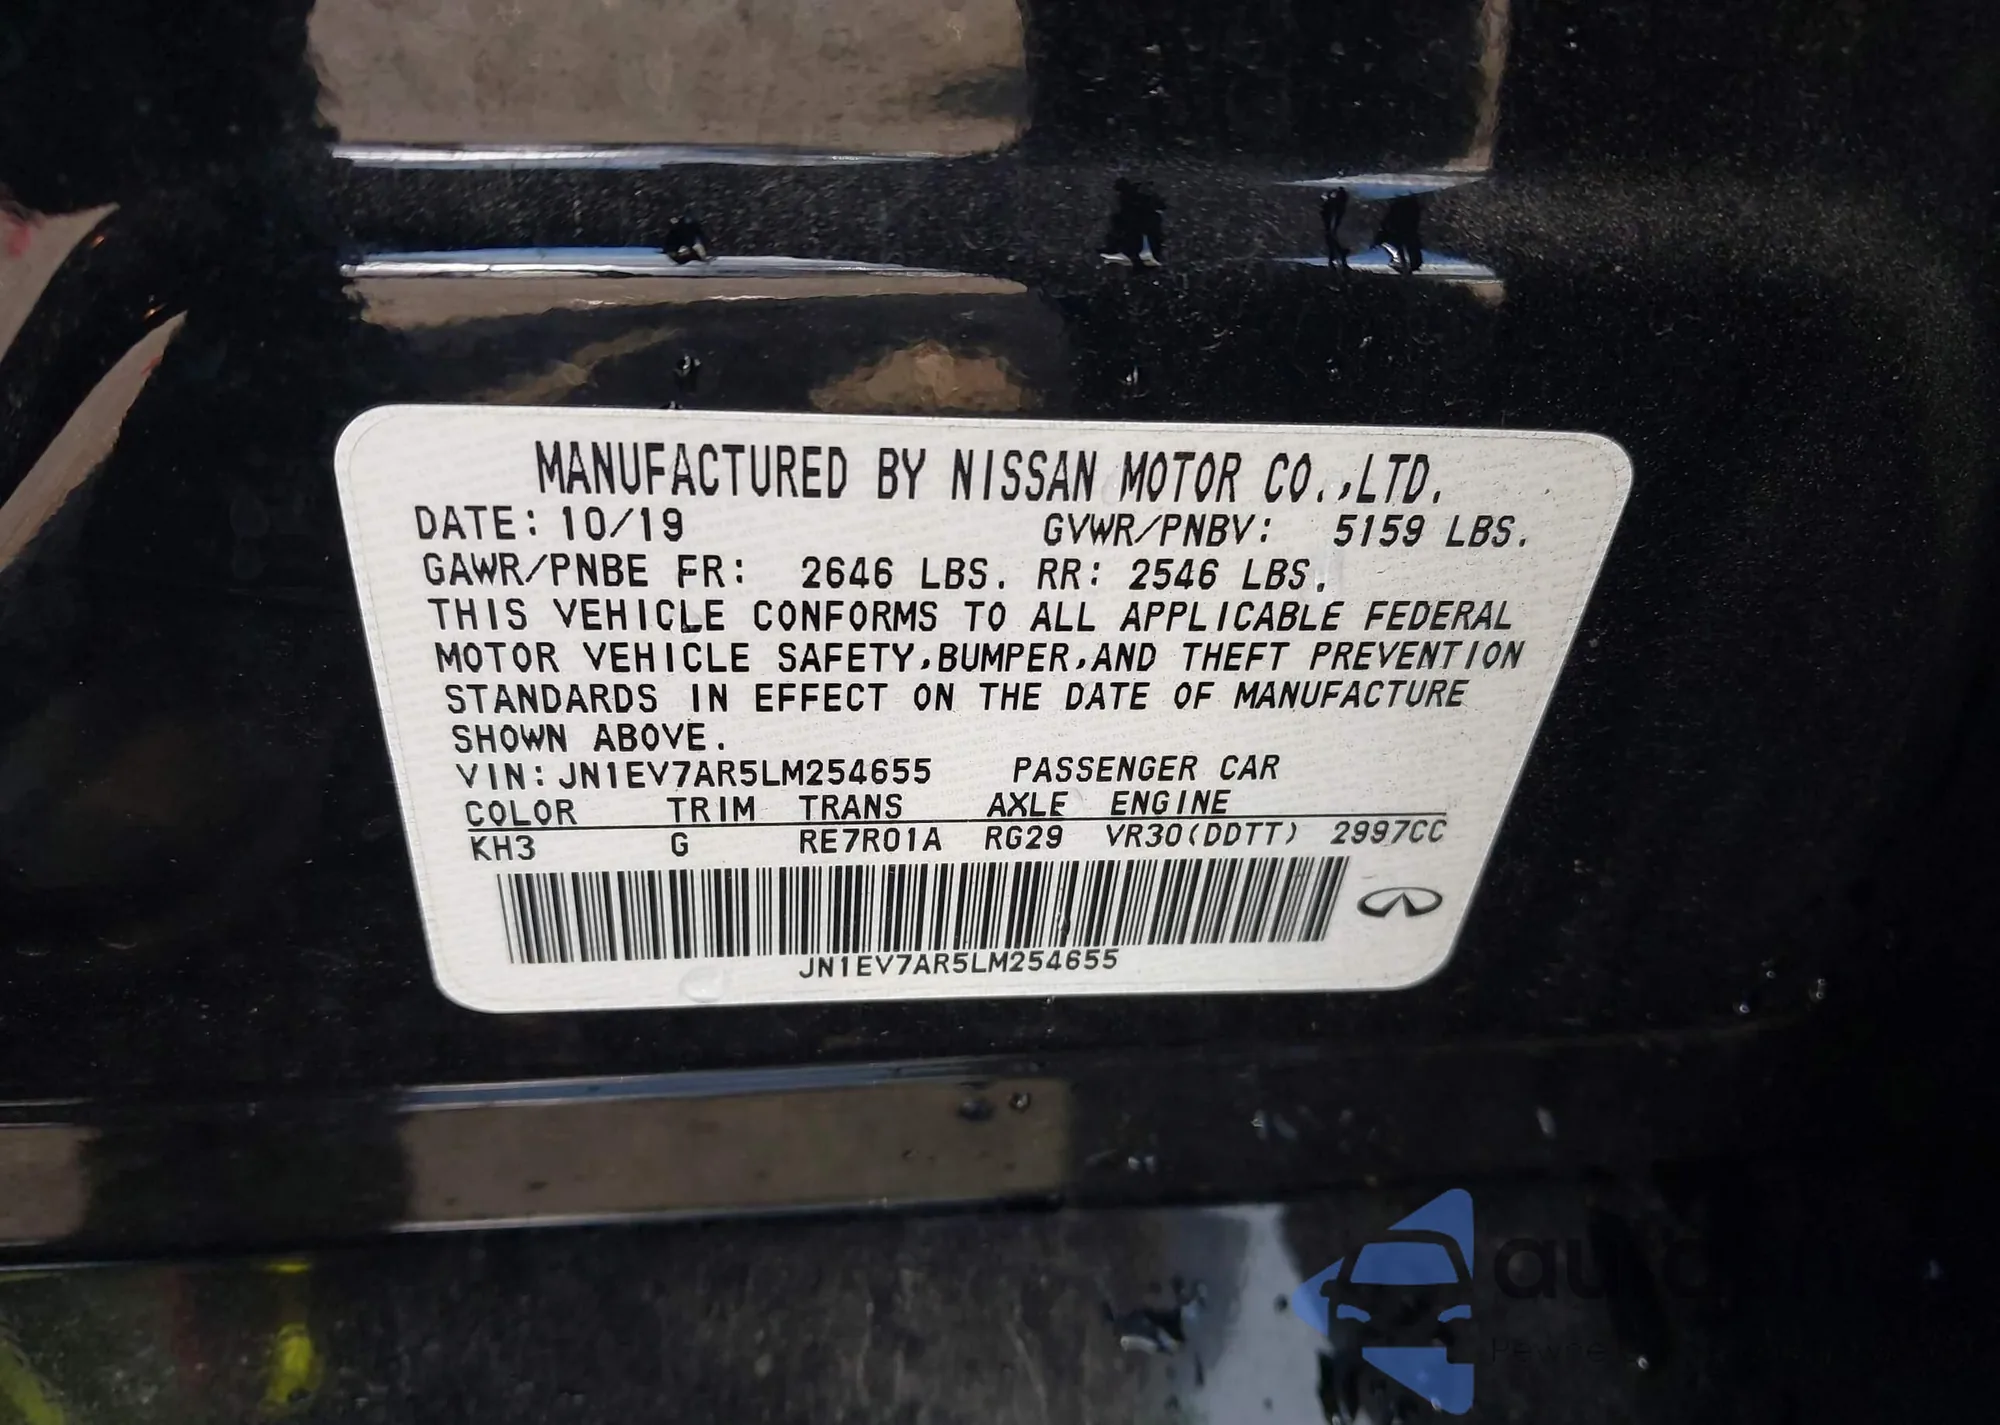 MANUFACTURED BY NISSAN MOTOR CO.,LTD.
DATE: 10/19 GVWR/PNBV: 5159 LBS.
GAWR/PNBE FR: 2646 LBS. RR: 2546 LBS.
THIS VEHICLE CONFORMS TO ALL APPLICABLE FEDERAL
MOTOR VEHICLE SAFETY,BUMPER,AND THEFT PREVENTION
STANDARDS IN EFFECT ON THE DATE OF MANUFACTURE
SHOWN ABOVE.
VIN: JN1EV7AR5LM254655 PASSENGER CAR
COLOR TRIM TRANS AXLE ENGINE
KH3 G RE7R01A RG29 VR30(DDTT) 2997CC
JN1EV7AR5LM254655